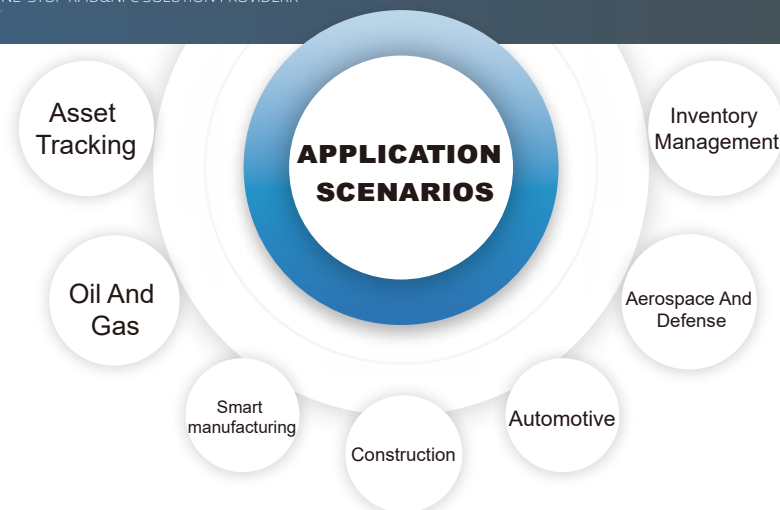 APPLICATION
SCENARIOS
Asset
Tracking
Oil And
Gas
Smart
manufacturing
Construction
Automotive
Aerospace And
Defense
Inventory
Management